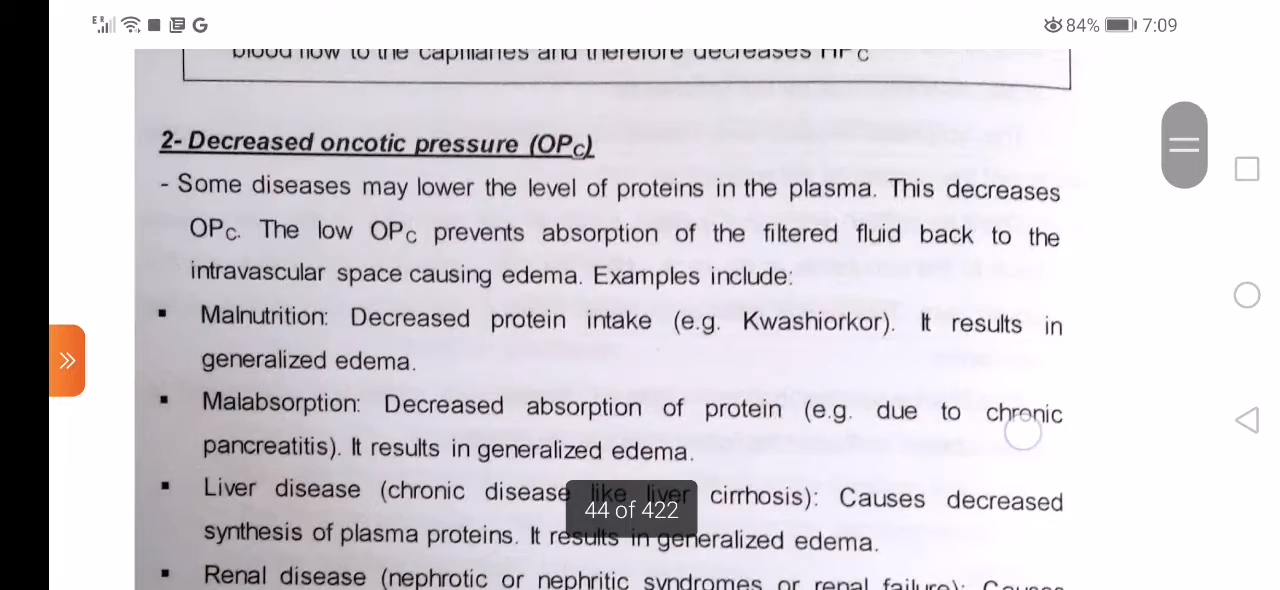 84% 7:09
blood flow to the capillaries and therefore decreases HPc
2- Decreased oncotic pressure (OPc)
- Some diseases may lower the level of proteins in the plasma. This decreases
OPc. The low OPc prevents absorption of the filtered fluid back to the
intravascular space causing edema. Examples include:
▪ Malnutrition: Decreased protein intake (e.g. Kwashiorkor). It results in
generalized edema.
▪ Malabsorption: Decreased absorption of protein (e.g. due to chronic
pancreatitis). It results in generalized edema.
▪ Liver disease (chronic disease like liver cirrhosis): Causes decreased
44 of 422
synthesis of plasma proteins. It results in generalized edema.
▪ Renal disease (nephrotic or nephritic syndromes or renal failure): Causes